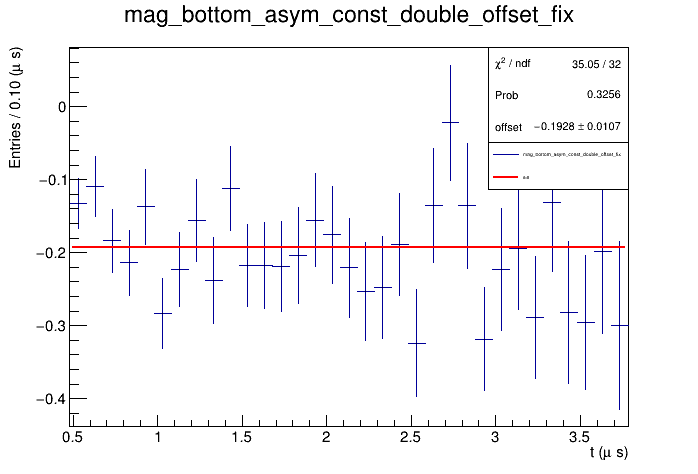 mag_bottom_asym_const_double_offset_fix
Entries / 0.10 (μ s)
χ² / ndf 35.05 / 32
Prob 0.3256
offset −0.1928 ± 0.0107
mag_bottom_asym_const_double_offset_fix
0
−0.1
−0.2
−0.3
−0.4
0.5 1 1.5 2 2.5 3 3.5
t (μ s)